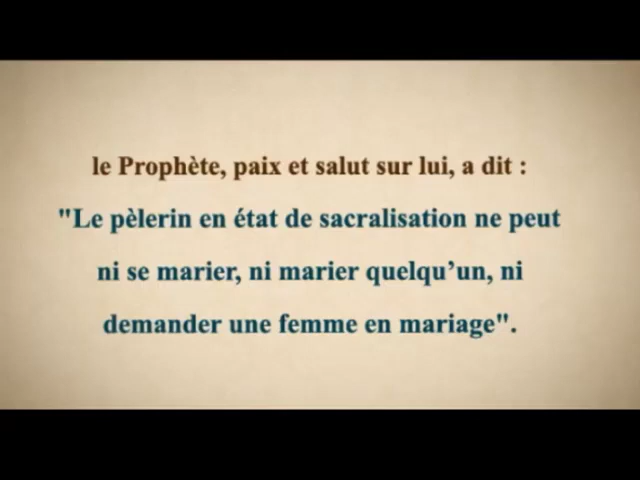 le Prophète, paix et salut sur lui, a dit :
"Le pèlerin en état de sacralisation ne peut
ni se marier, ni marier quelqu’un, ni
demander une femme en mariage".